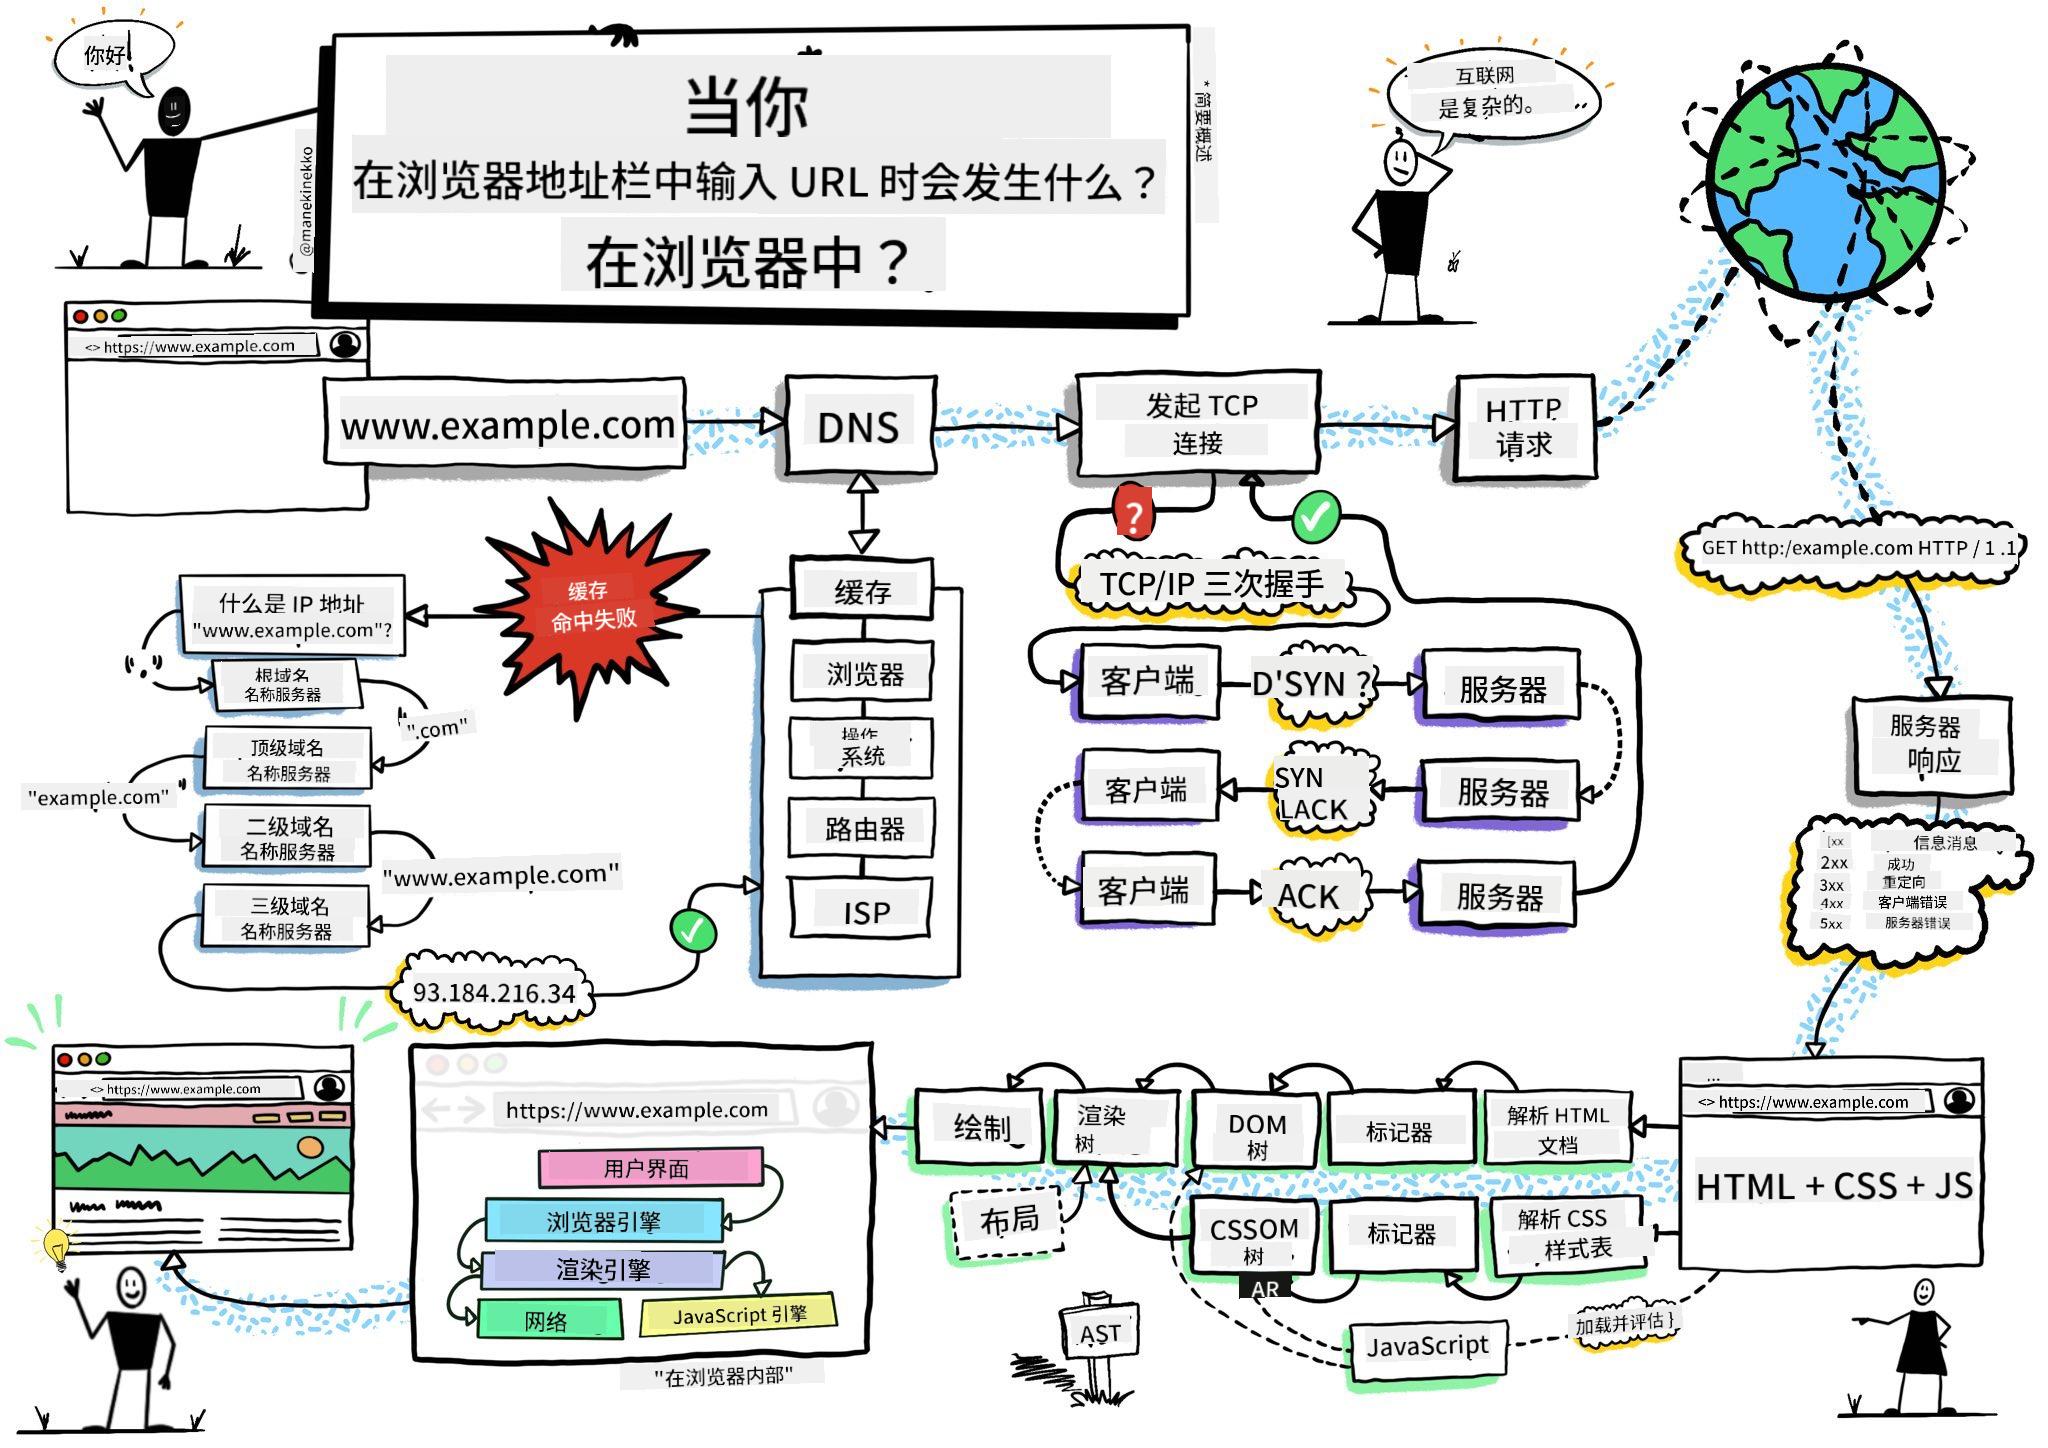 你好!
当你
在浏览器地址栏中输入 URL 时会发生什么？
在浏览器中？
@manekinekko
* 简要概述
互联网
是复杂的。
<> https://www.example.com
www.example.com
DNS
发起 TCP
连接
HTTP
请求
GET http:/example.com HTTP / 1 .1
缓存
命中失败
什么是 IP 地址
"www.example.com"?
根域名
名称服务器
".com"
顶级域名
名称服务器
"example.com"
二级域名
名称服务器
"www.example.com"
三级域名
名称服务器
93.184.216.34
缓存
浏览器
操作
系统
路由器
ISP
?
TCP/IP 三次握手
客户端
D'SYN ?
服务器
客户端
SYN
LACK
服务器
客户端
ACK
服务器
服务器
响应
[xx 信息消息
2xx 成功
3xx 重定向
4xx 客户端错误
5xx 服务器错误
...
<> https://www.example.com
HTML + CSS + JS
解析 HTML
文档
标记器
DOM
树
渲染
树
绘制
布局
解析 CSS
样式表
标记器
CSSOM
树
AR
JavaScript
加载并评估 }
AST
https://www.example.com
用户界面
浏览器引擎
渲染引擎
网络
JavaScript 引擎
"在浏览器内部"
<> https://www.example.com